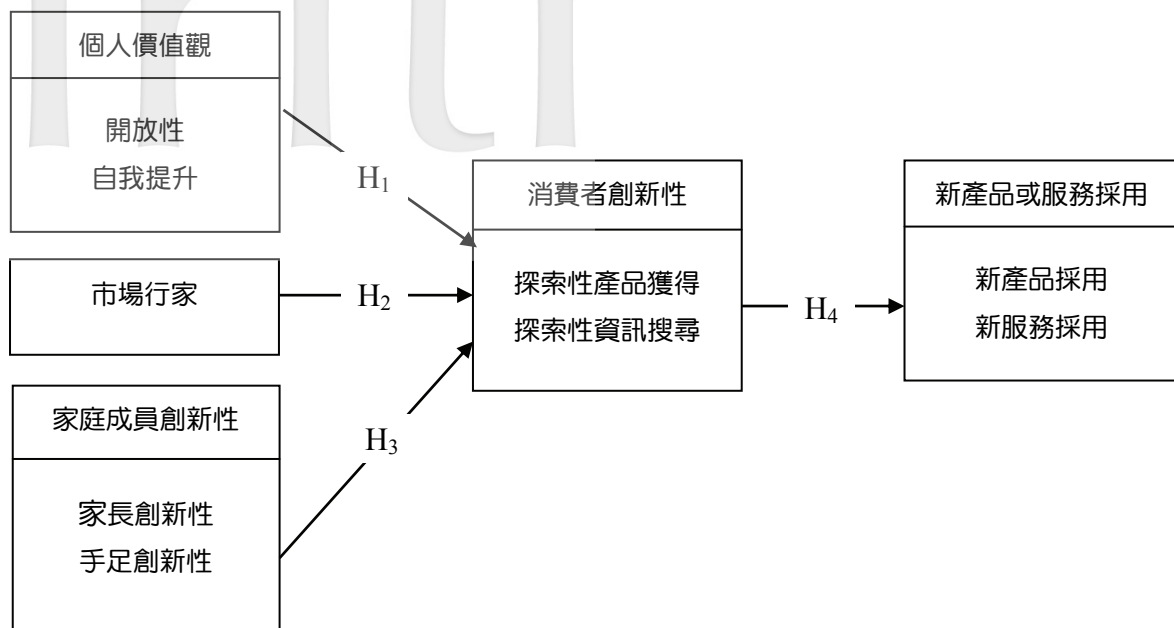 個人價值觀
開放性
自我提升
H₁
消費者創新性
新產品或服務採用
市場行家
H₂
探索性產品獲得
探索性資訊搜尋
H₄
新產品採用
新服務採用
家庭成員創新性
H₃
家長創新性
手足創新性